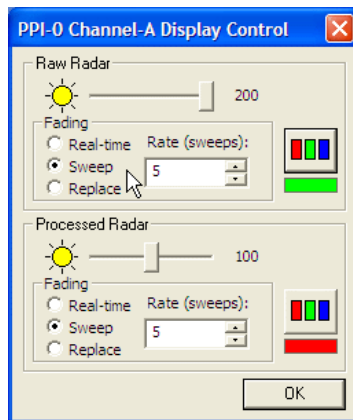 PPI-0 Channel-A Display Control
Raw Radar
200
Fading
Real-time Rate (sweeps):
Sweep 5
Replace
Processed Radar
100
Fading
Real-time Rate (sweeps):
Sweep 5
Replace
OK